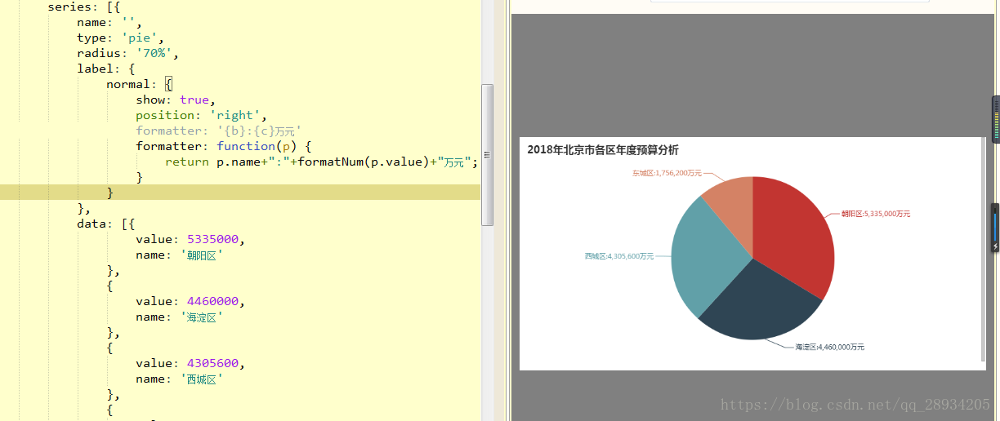 series: [{
name: '',
type: 'pie',
radius: '70%',
label: {
normal: {
show: true,
position: 'right',
formatter: '{b}:{c}万元'
formatter: function(p) {
return p.name+":"+formatNum(p.value)+"万元";
}
}
},
data: [{
value: 5335000,
name: '朝阳区'
},
{
value: 4460000,
name: '海淀区'
},
{
value: 4305600,
name: '西城区'
},
{
2018年北京市各区年度预算分析
东城区:1,756,200万元
朝阳区:5,335,000万元
西城区:4,305,600万元
海淀区:4,460,000万元
https://blog.csdn.net/qq_28934205